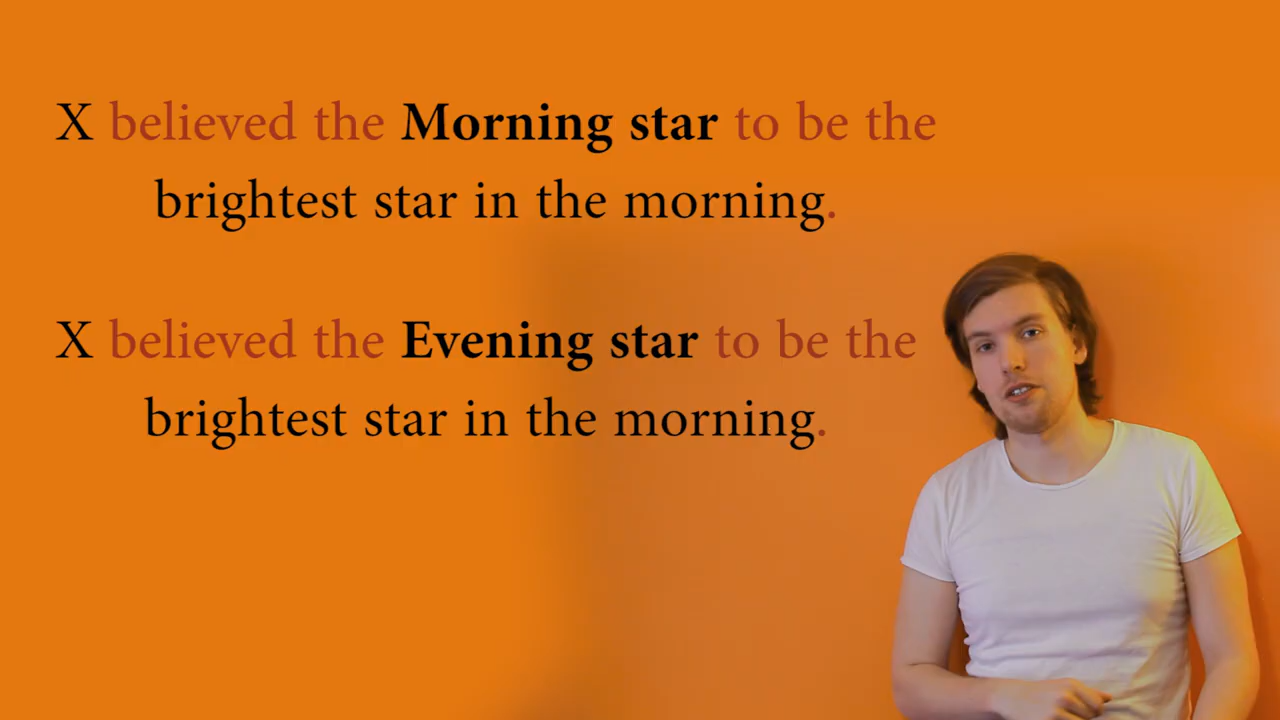 X believed the Morning star to be the
brightest star in the morning.
X believed the Evening star to be the
brightest star in the morning.